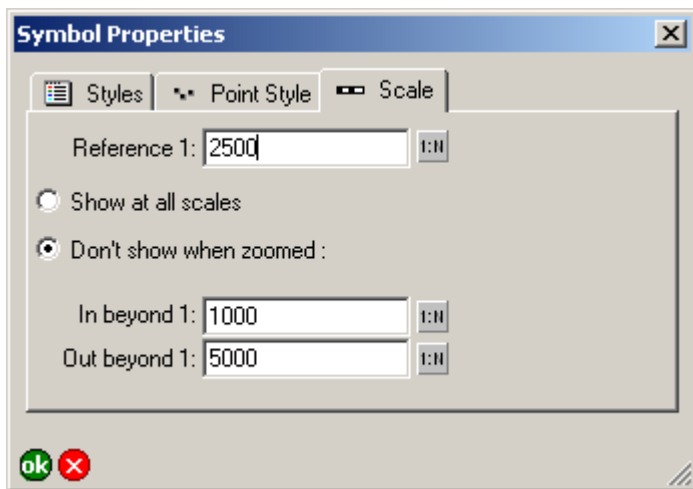 Symbol Properties
Styles Point Style Scale
Reference 1: 2500 1:N
Show at all scales
Don't show when zoomed :
In beyond 1: 1000 1:N
Out beyond 1: 5000 1:N
ok